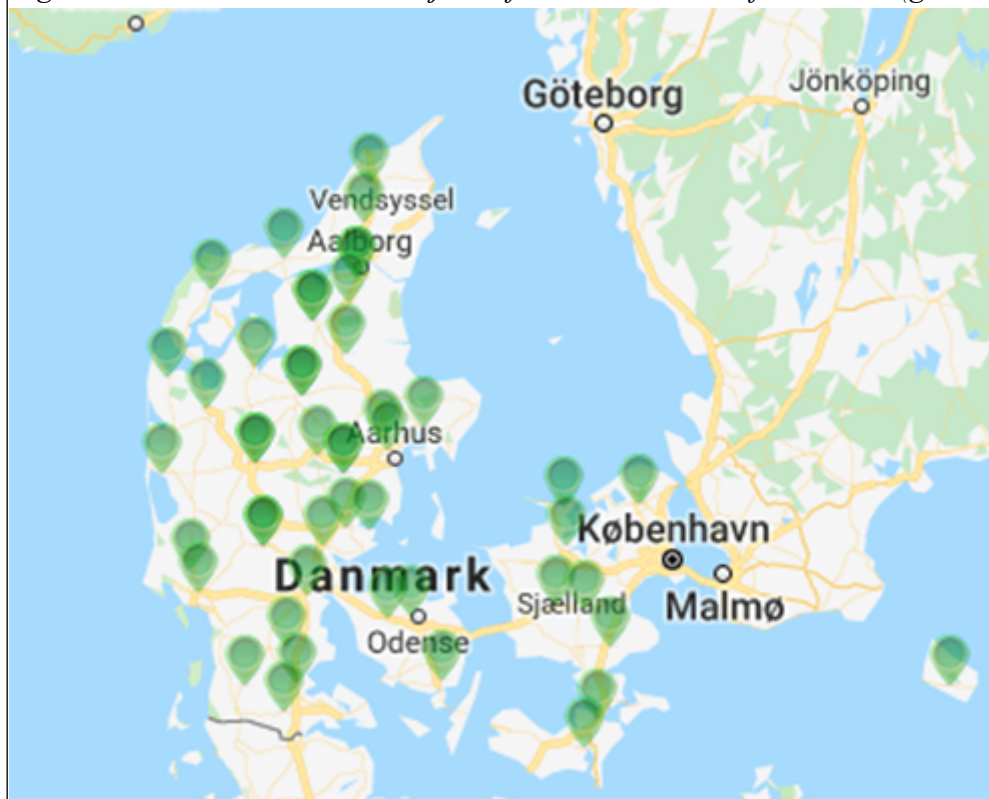 Göteborg
Jönköping
Vendsyssel
Aalborg
Aarhus
København
Danmark
Sjælland
Malmø
Odense